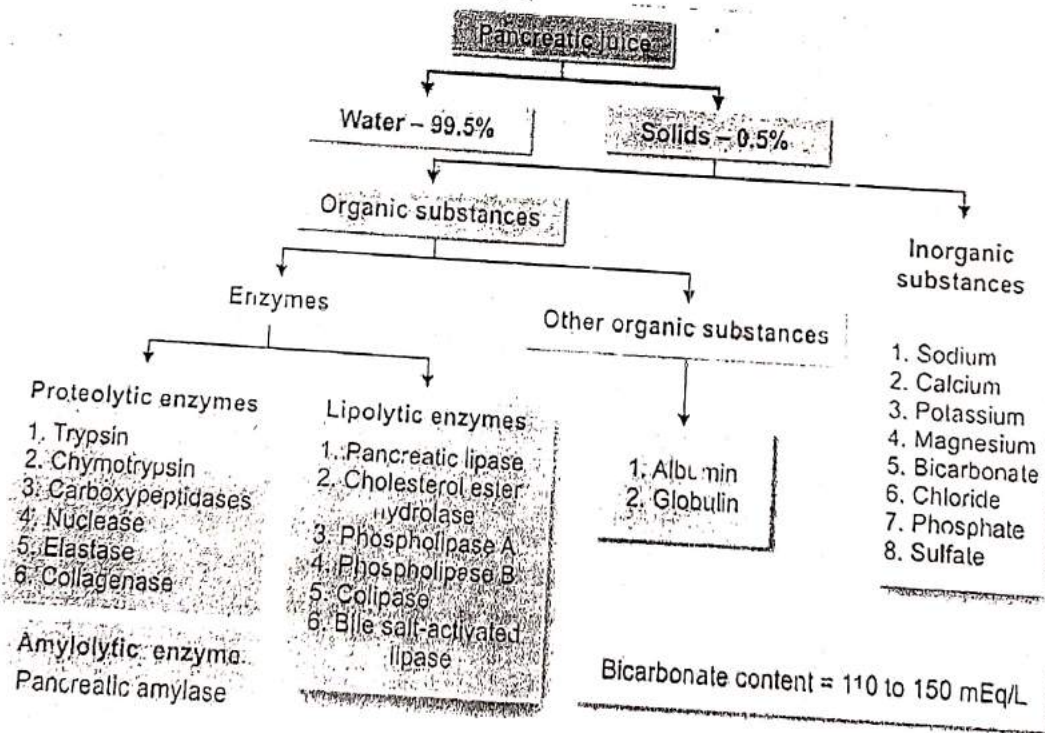 Pancreatic juice
Water – 99.5%
Solids – 0.5%
Organic substances
Inorganic
substances
Enzymes
Other organic substances
Proteolytic enzymes
1. Trypsin
2. Chymotrypsin
3. Carboxypeptidases
4. Nuclease
5. Elastase
6. Collagenase
Amylolytic enzyme
Pancreatic amylase
Lipolytic enzymes
1. Pancreatic lipase
2. Cholesterol ester
hydrolase
3. Phospholipase A
4. Phospholipase B
5. Colipase
6. Bile salt-activated
lipase
1. Albumin
2. Globulin
1. Sodium
2. Calcium
3. Potassium
4. Magnesium
5. Bicarbonate
6. Chloride
7. Phosphate
8. Sulfate
Bicarbonate content = 110 to 150 mEq/L